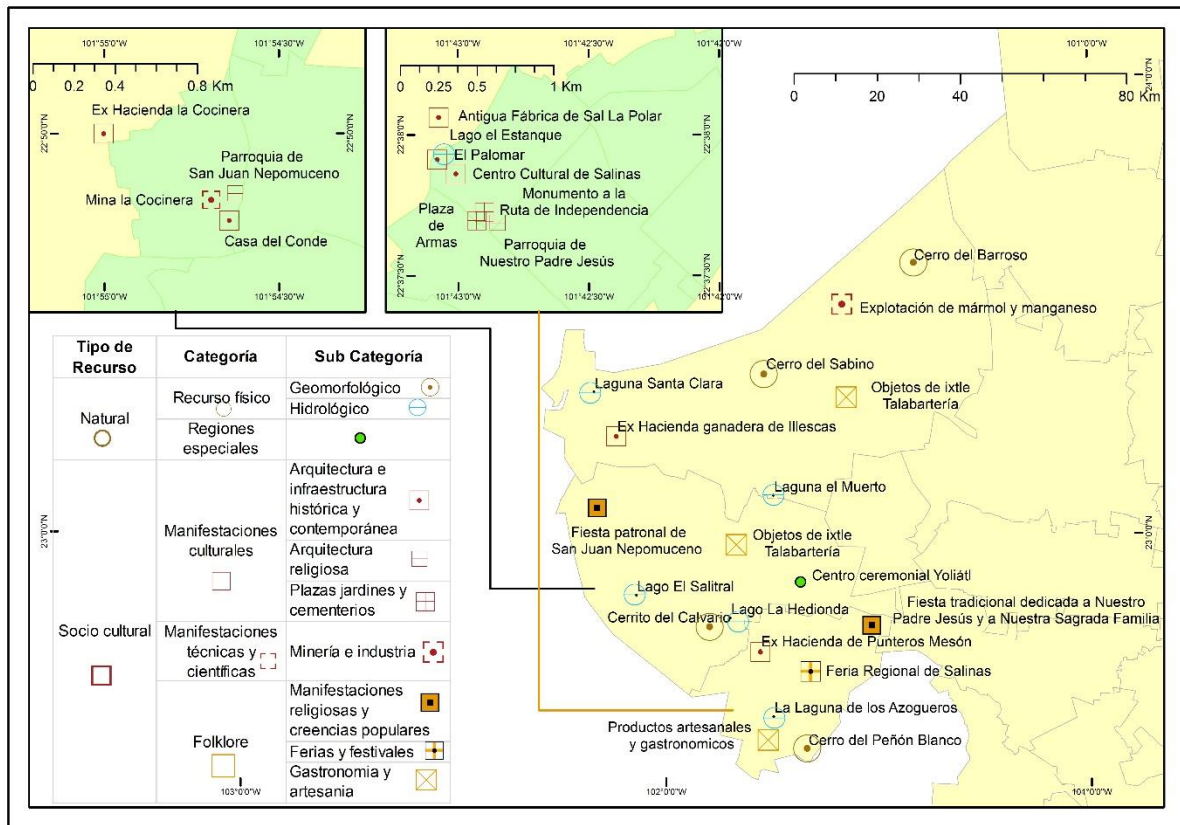 101°55'0"W
101°54'30"W
0 0.4 0.8 Km
Ex Hacienda la Cocinera
22°50'0"N
22°50'0"N
Parroquia de
San Juan Nepomuceno
Mina la Cocinera
Casa del Conde
101°55'0"W
101°54'30"W
101°43'0"W
101°42'30"W
101°42'0"W
0 0.25 0.5 1 Km
Antigua Fábrica de Sal La Polar
22°38'0"N
22°38'0"N
Lago el Estanque
El Palomar
Centro Cultural de Salinas
Monumento a la
Ruta de Independencia
Plaza
de
Armas
Parroquia de
Nuestro Padre Jesús
22°37'30"N
22°37'30"N
101°43'0"W
101°42'30"W
101°42'0"W
101°0'0"W
24°0'0"N
0 20 40 80 Km
Cerro del Barroso
Explotación de mármol y manganeso
Cerro del Sabino
Laguna Santa Clara
Objetos de ixtle
Talabartería
Ex Hacienda ganadera de Illescas
Laguna el Muerto
Fiesta patronal de
San Juan Nepomuceno
Objetos de ixtle
Talabartería
23°0'0"N
23°0'0"N
Centro ceremonial Yoliátl
Lago El Salitral
Lago La Hedionda
Cerrito del Calvario
Fiesta tradicional dedicada a Nuestro
Padre Jesús y a Nuestra Sagrada Familia
Ex Hacienda de Punteros Mesón
Feria Regional de Salinas
La Laguna de los Azogueros
Productos artesanales
y gastronomicos
Cerro del Peñón Blanco
103°0'0"W
102°0'0"W
104°0'0"W
Tipo de
Recurso
Categoría
Sub Categoría
Natural
Recurso físico
Geomorfológico
Hidrológico
Regiones
especiales
Socio cultural
Manifestaciones
culturales
Arquitectura e
infraestructura
histórica y
contemporánea
Arquitectura
religiosa
Plazas jardines y
cementerios
Manifestaciones
técnicas y
científicas
Minería e industria
Folklore
Manifestaciones
religiosas y
creencias populares
Ferias y festivales
Gastronomia y
artesania